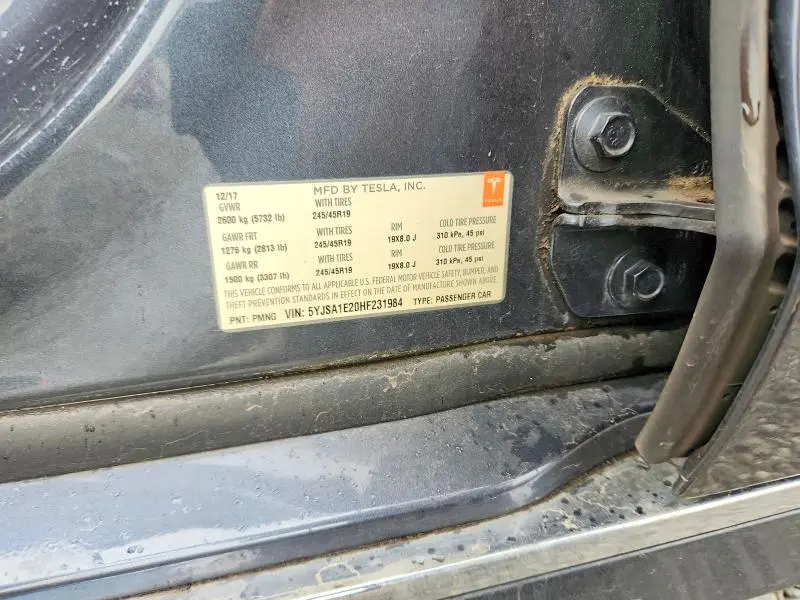 12/17 MFD BY TESLA, INC. TESLA
GVWR WITH TIRES
2600 kg (5732 lb) 245/45R19
GAWR FRT WITH TIRES RIM COLD TIRE PRESSURE
1276 kg (2813 lb) 245/45R19 19X8.0 J 310 kPa, 45 psi
GAWR RR WITH TIRES RIM COLD TIRE PRESSURE
1500 kg (3307 lb) 245/45R19 19X8.0 J 310 kPa, 45 psi
THIS VEHICLE CONFORMS TO ALL APPLICABLE U.S. FEDERAL MOTOR VEHICLE SAFETY, BUMPER, AND
THEFT PREVENTION STANDARDS IN EFFECT ON THE DATE OF MANUFACTURE SHOWN ABOVE.
PNT: PMNG VIN: 5YJSA1E20HF231984 TYPE: PASSENGER CAR